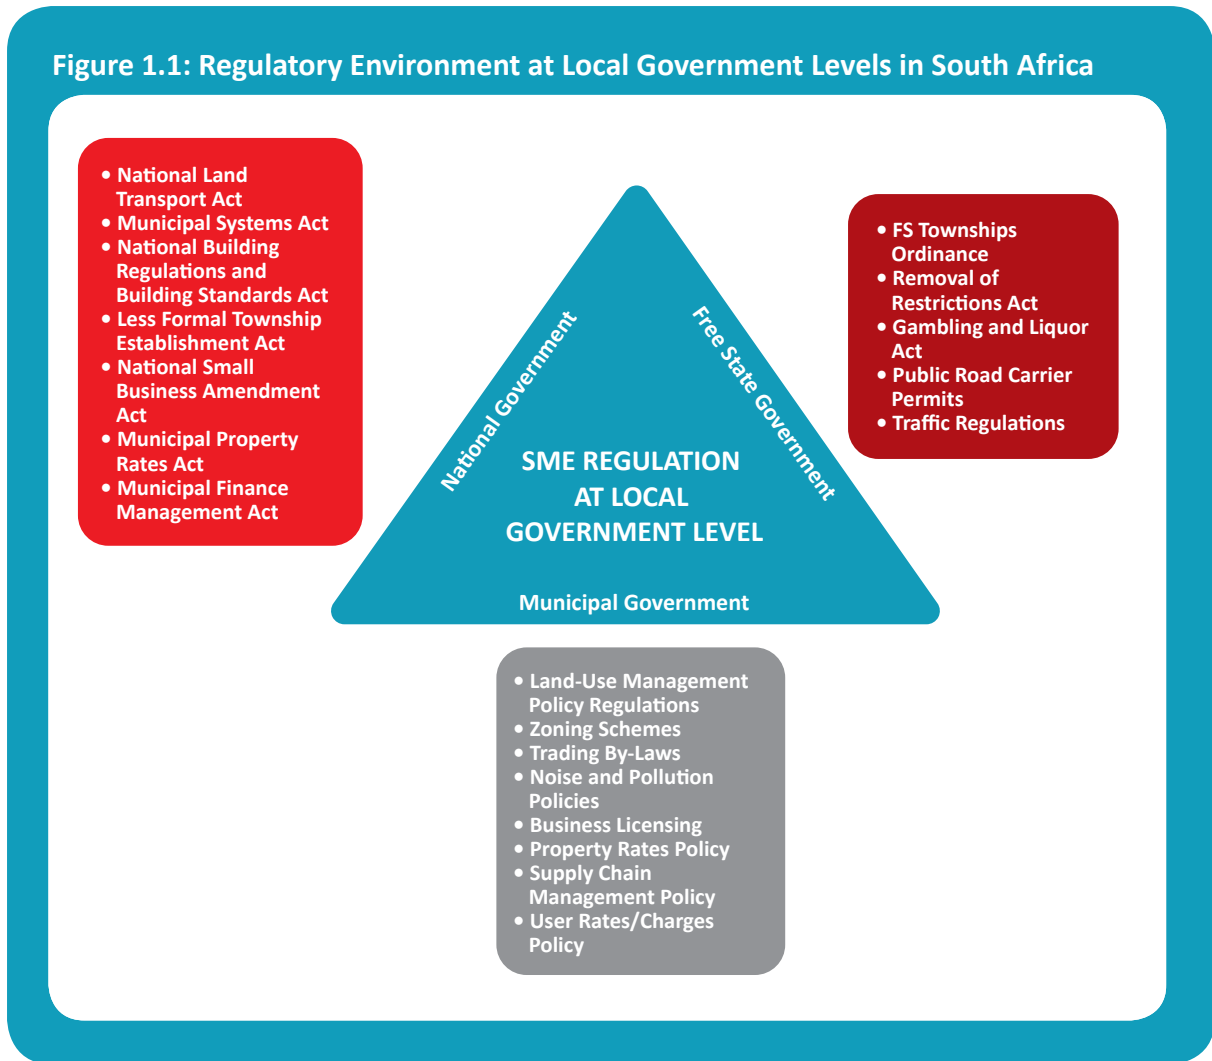 Figure 1.1: Regulatory Environment at Local Government Levels in South Africa
• National Land
Transport Act
• Municipal Systems Act
• National Building
Regulations and
Building Standards Act
• Less Formal Township
Establishment Act
• National Small
Business Amendment
Act
• Municipal Property
Rates Act
• Municipal Finance
Management Act
National Government
Free State Government
SME REGULATION
AT LOCAL
GOVERNMENT LEVEL
Municipal Government
• FS Townships
Ordinance
• Removal of
Restrictions Act
• Gambling and Liquor
Act
• Public Road Carrier
Permits
• Traffic Regulations
• Land-Use Management
Policy Regulations
• Zoning Schemes
• Trading By-Laws
• Noise and Pollution
Policies
• Business Licensing
• Property Rates Policy
• Supply Chain
Management Policy
• User Rates/Charges
Policy